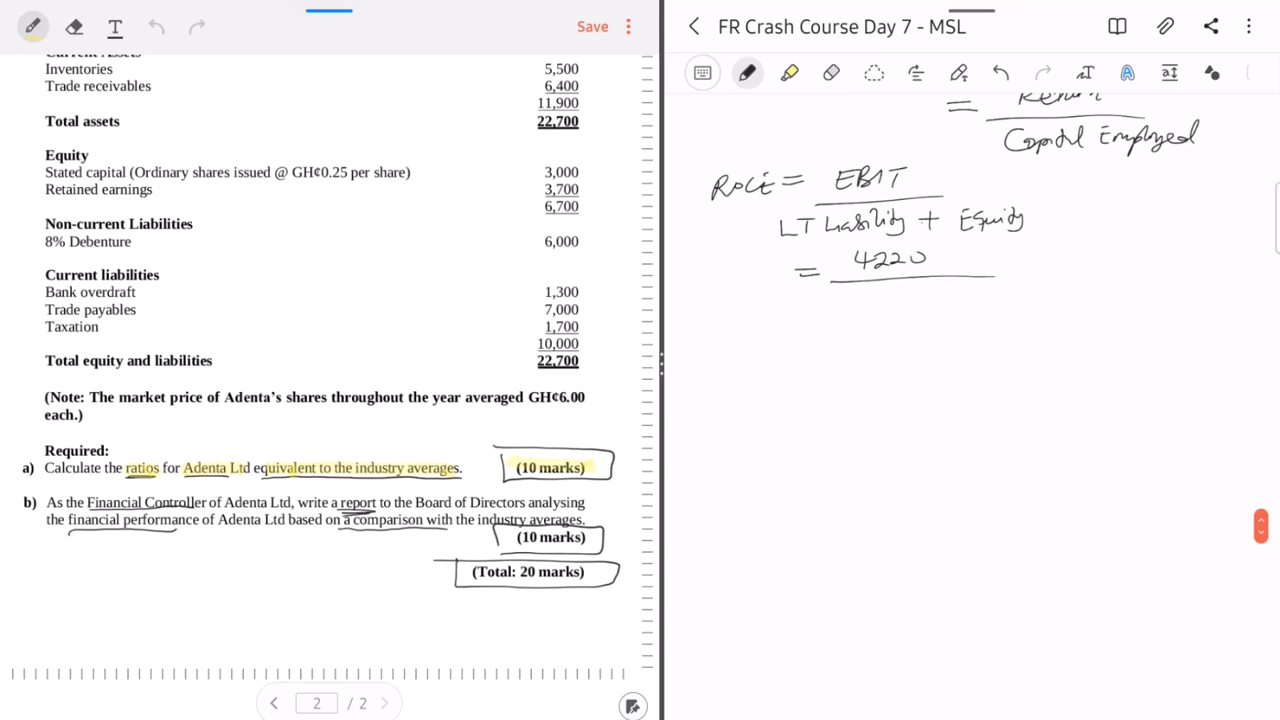 Save
FR Crash Course Day 7 - MSL
Inventories 5,500
Trade receivables 6,400
11,900
Total assets 22,700
Equity
Stated capital (Ordinary shares issued @ GH¢0.25 per share) 3,000
Retained earnings 3,700
6,700
Non-current Liabilities
8% Debenture 6,000
Current liabilities
Bank overdraft 1,300
Trade payables 7,000
Taxation 1,700
10,000
Total equity and liabilities 22,700
(Note: The market price of Adenta's shares throughout the year averaged GH¢6.00
each.)
Required:
a) Calculate the ratios for Adenta Ltd equivalent to the industry averages. (10 marks)
b) As the Financial Controller of Adenta Ltd, write a report to the Board of Directors analysing
the financial performance of Adenta Ltd based on a comparison with the industry averages.
(10 marks)
(Total: 20 marks)
2 / 2
=
Capital Employed
ROCE = EBIT
LT Liability + Equity
= 4220